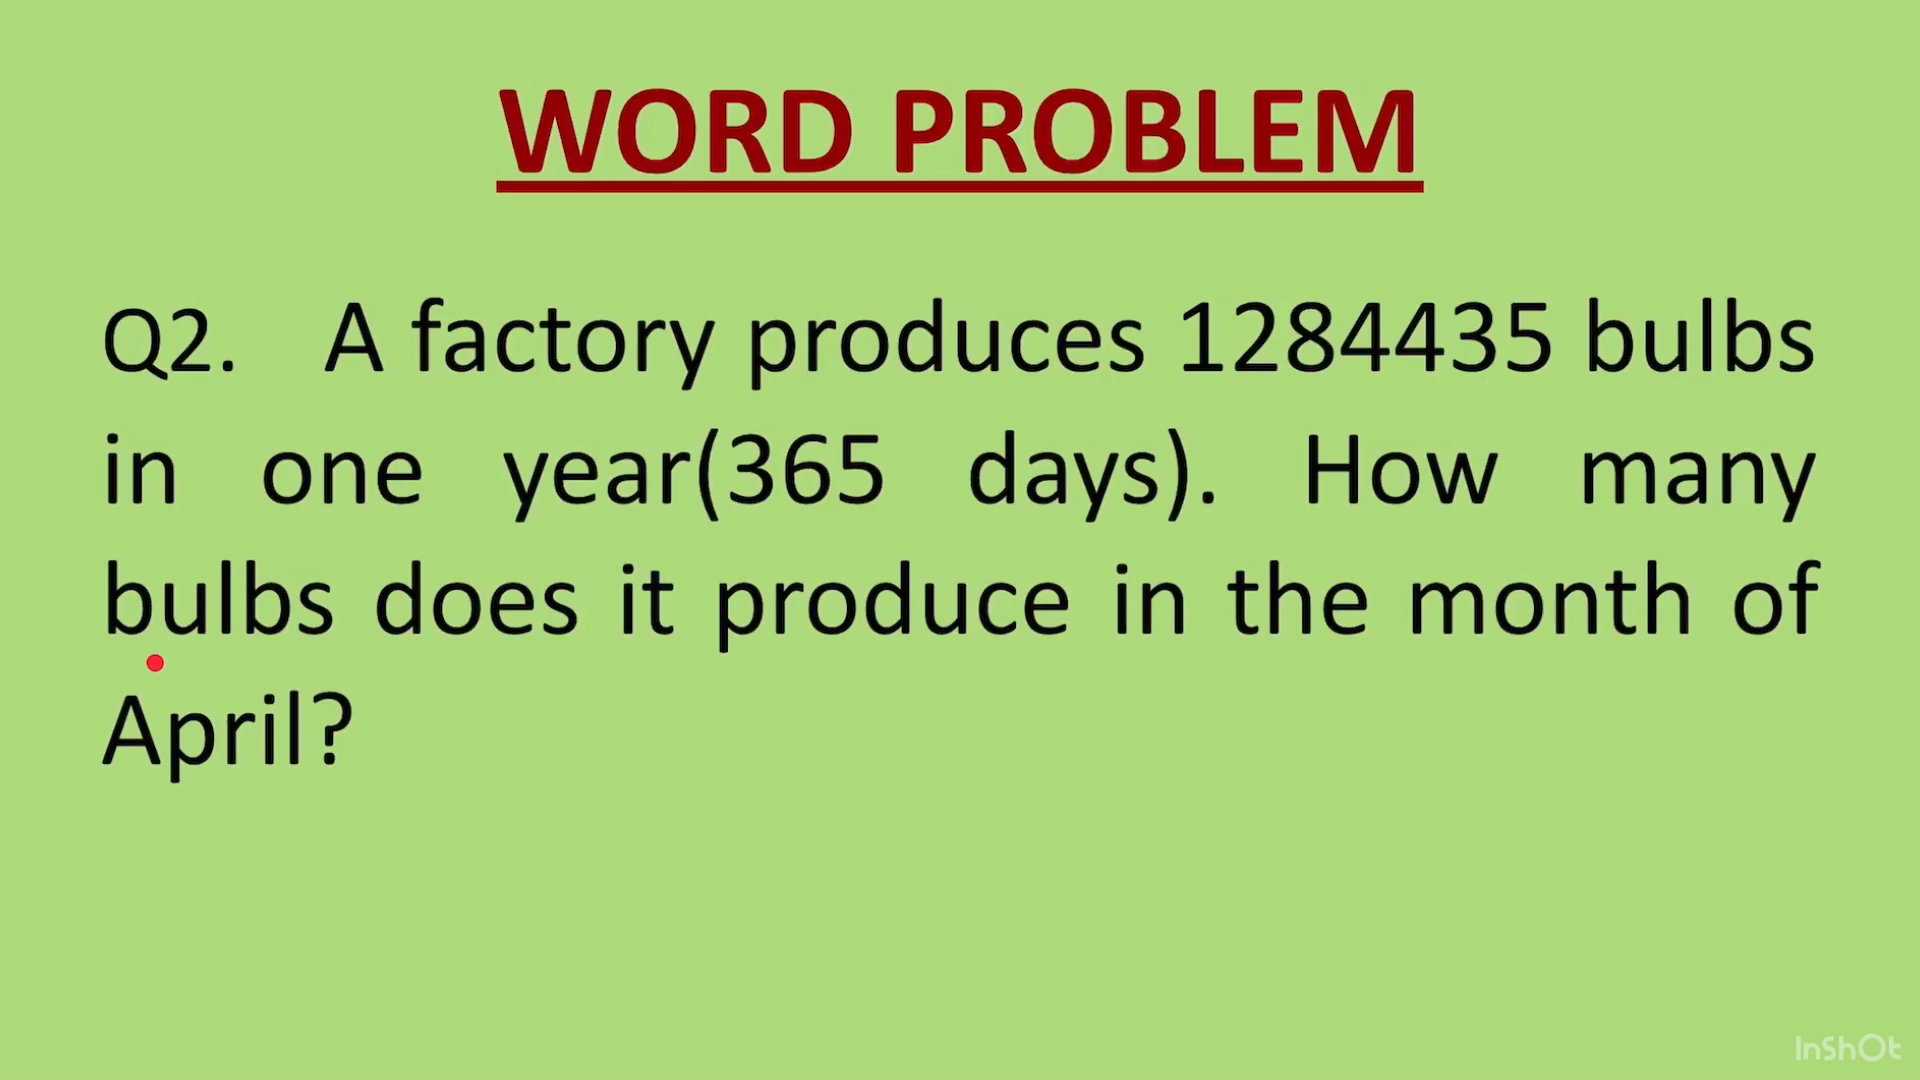 WORD PROBLEM
Q2. A factory produces 1284435 bulbs
in one year(365 days). How many
bulbs does it produce in the month of
April?
InShOt